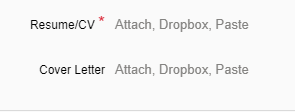 Resume/CV * Attach, Dropbox, Paste
Cover Letter Attach, Dropbox, Paste